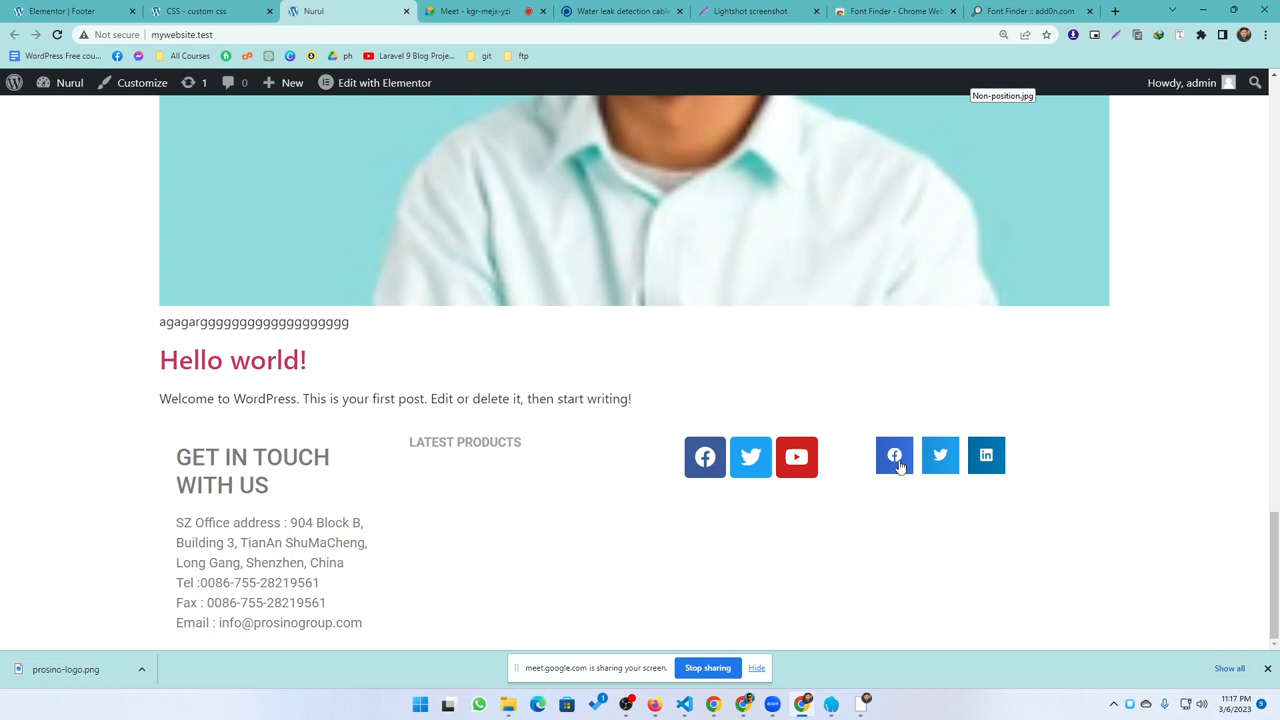 Elementor | Footer
CSS - custom css
Nurul
Meet - kgr-mejx-yzi
Water leak detection cable
Lightshot screenshot
Font Finder - Chrome Web
Font Finder :: add0n.com
Not secure
mywebsite.test
WordPress Free cou...
All Courses
ph
Laravel 9 Blog Proje...
git
ftp
Nurul
Customize
1
0
New
Edit with Elementor
Howdy, admin
Non-position.jpg
agagarggggggggggggggggggg
Hello world!
Welcome to WordPress. This is your first post. Edit or delete it, then start writing!
GET IN TOUCH
WITH US
LATEST PRODUCTS
SZ Office address : 904 Block B,
Building 3, TianAn ShuMaCheng,
Long Gang, Shenzhen, China
Tel :0086-755-28219561
Fax : 0086-755-28219561
Email : info@prosinogroup.com
prosino-logo.png
meet.google.com is sharing your screen.
Stop sharing
Hide
Show all
11:17 PM
3/6/2023